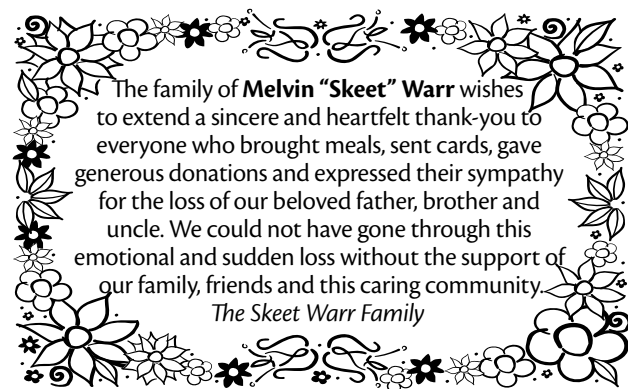 The family of Melvin “Skeet” Warr wishes
to extend a sincere and heartfelt thank-you to
everyone who brought meals, sent cards, gave
generous donations and expressed their sympathy
for the loss of our beloved father, brother and
uncle. We could not have gone through this
emotional and sudden loss without the support of
our family, friends and this caring community.
The Skeet Warr Family